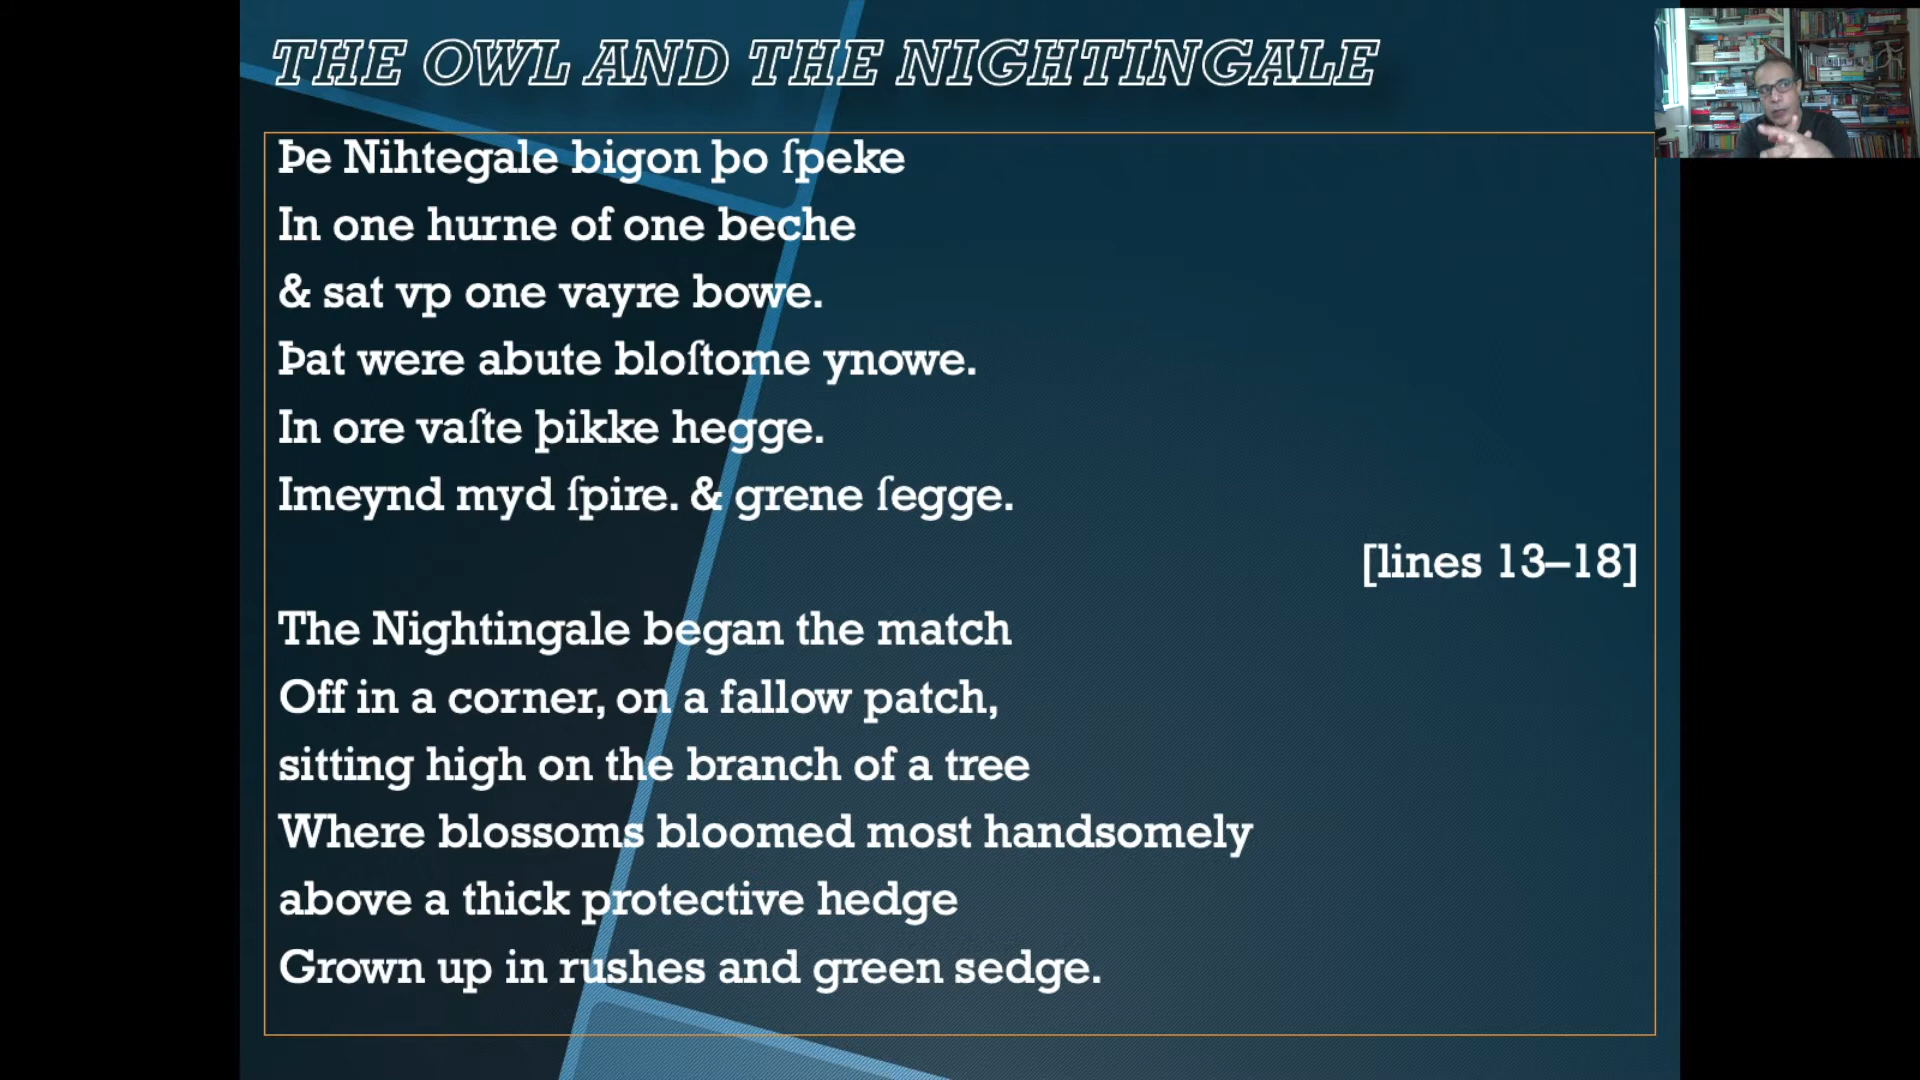 THE OWL AND THE NIGHTINGALE
Þe Nihtegale bigon þo ſpeke
In one hurne of one beche
& sat vp one vayre bowe.
Þat were abute bloſtome ynowe.
In ore vaſte þikke hegge.
Imeynd myd ſpire. & grene ſegge.
[lines 13–18]
The Nightingale began the match
Off in a corner, on a fallow patch,
sitting high on the branch of a tree
Where blossoms bloomed most handsomely
above a thick protective hedge
Grown up in rushes and green sedge.